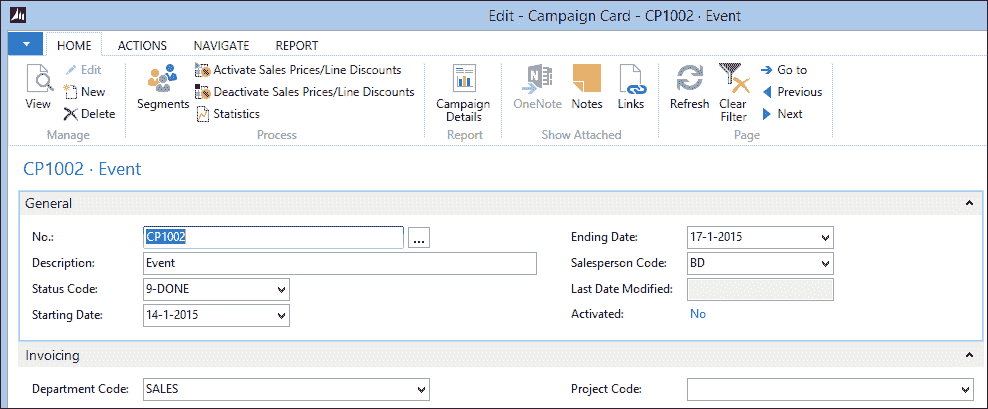 Edit - Campaign Card - CP1002 · Event
HOME ACTIONS NAVIGATE REPORT
View
Edit
New
Delete
Manage
Segments
Activate Sales Prices/Line Discounts
Deactivate Sales Prices/Line Discounts
Statistics
Process
Campaign Details
Report
OneNote
Notes
Links
Show Attached
Refresh
Clear Filter
Go to
Previous
Next
Page
CP1002 · Event
General
No.: CP1002 ...
Description: Event
Status Code: 9-DONE
Starting Date: 14-1-2015
Ending Date: 17-1-2015
Salesperson Code: BD
Last Date Modified:
Activated: No
Invoicing
Department Code: SALES
Project Code: